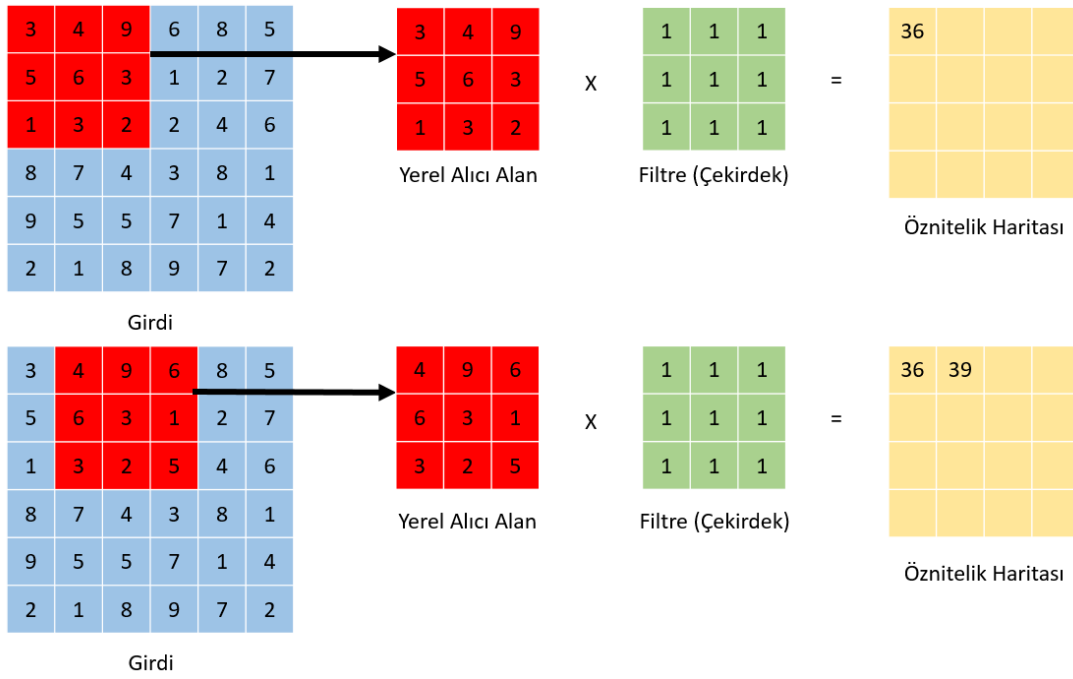 3 4 9 6 8 5 3 4 9 1 1 1 36
5 6 3 1 2 7 5 6 3 X 1 1 1 =
1 3 2 2 4 6 1 3 2 1 1 1
8 7 4 3 8 1 Yerel Alıcı Alan Filtre (Çekirdek)
9 5 5 7 1 4 Öznitelik Haritası
2 1 8 9 7 2
Girdi
3 4 9 6 8 5 4 9 6 1 1 1 36 39
5 6 3 1 2 7 6 3 1 X 1 1 1 =
1 3 2 5 4 6 3 2 5 1 1 1
8 7 4 3 8 1 Yerel Alıcı Alan Filtre (Çekirdek)
9 5 5 7 1 4 Öznitelik Haritası
2 1 8 9 7 2
Girdi